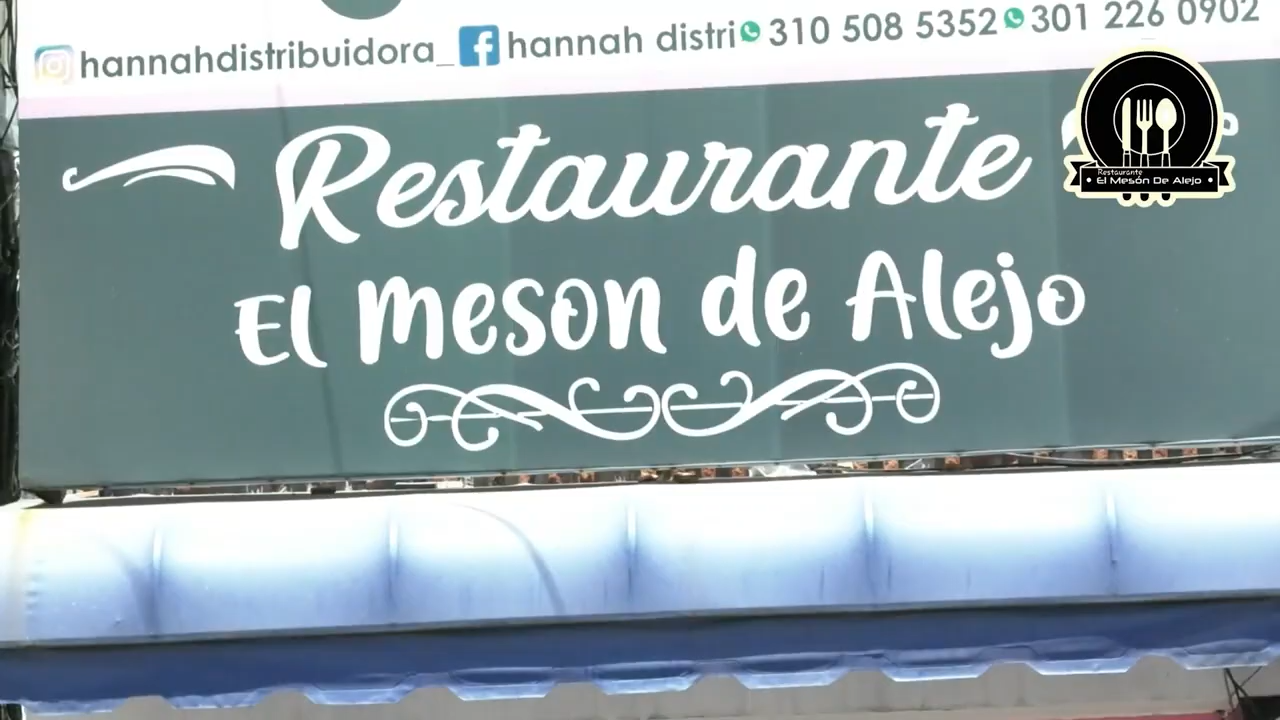 hannahdistribuidora_ hannah distri 310 508 5352 301 226 0902
Restaurante
El meson de Alejo
Restaurante
El Mesón De Alejo